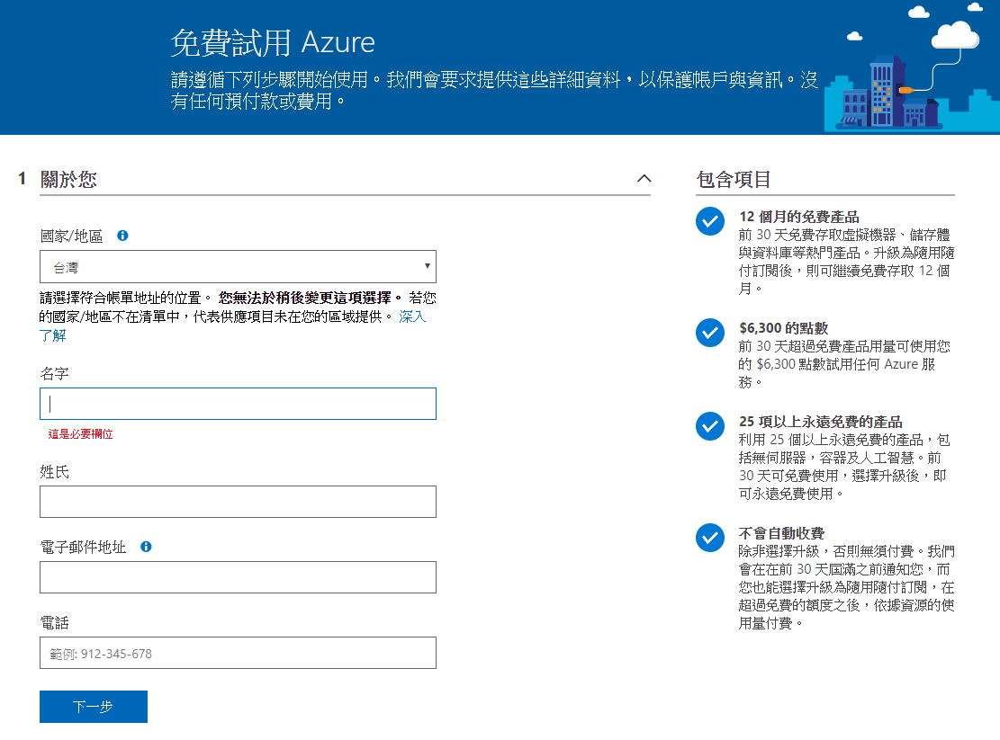 免費試用 Azure
請遵循下列步驟開始使用。我們會要求提供這些詳細資料，以保護帳戶與資訊。沒
有任何預付款或費用。
1 關於您
國家/地區
台灣
請選擇符合帳單地址的位置。 您無法於稍後變更這項選擇。 若您
的國家/地區不在清單中，代表供應項目未在您的區域提供。 深入
了解
名字
這是必要欄位
姓氏
電子郵件地址
電話
範例: 912-345-678
下一步
包含項目
12 個月的免費產品
前 30 天免費存取虛擬機器、儲存體
與資料庫等熱門產品。升級為隨用隨
付訂閱後，則可繼續免費存取 12 個
月。
$6,300 的點數
前 30 天超過免費產品用量可使用您
的 $6,300 點數試用任何 Azure 服
務。
25 項以上永遠免費的產品
利用 25 個以上永遠免費的產品，包
括無伺服器，容器及人工智慧。前
30 天可免費使用，選擇升級後，即
可永遠免費使用。
不會自動收費
除非選擇升級，否則無須付費。我們
會在在前 30 天屆滿之前通知您，而
您也能選擇升級為隨用隨付訂閱，在
超過免費的額度之後，依據資源的使
用量付費。